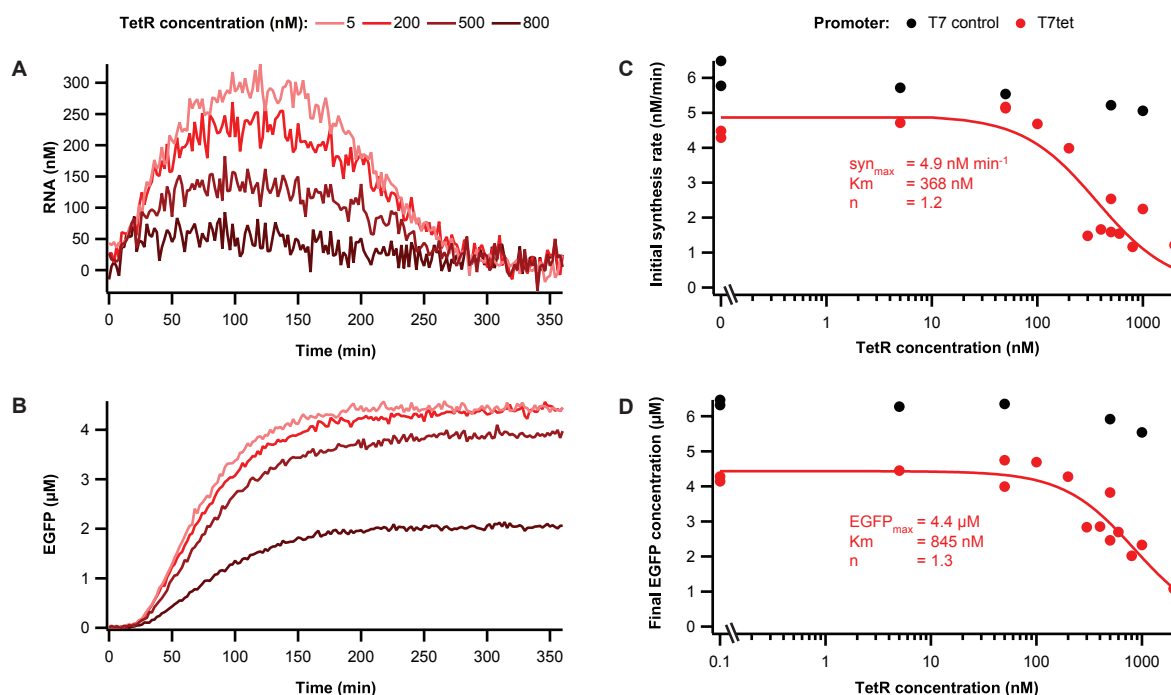 TetR concentration (nM): 5 200 500 800
Promoter: T7 control T7tet
A
RNA (nM)
300
250
200
150
100
50
0
0 50 100 150 200 250 300 350
Time (min)
C
Initial synthesis rate (nM/min)
6
5
4
3
2
1
0
synmax = 4.9 nM min-1
Km = 368 nM
n = 1.2
0 1 10 100 1000
TetR concentration (nM)
B
EGFP (µM)
4
3
2
1
0
0 50 100 150 200 250 300 350
Time (min)
D
Final EGFP concentration (µM)
6
5
4
3
2
1
0
EGFPmax = 4.4 µM
Km = 845 nM
n = 1.3
0.1 1 10 100 1000
TetR concentration (nM)